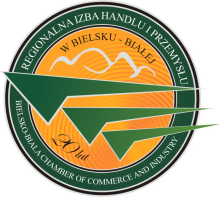 REGIONALNA IZBA HANDLU I PRZEMYSŁU
W BIELSKU - BIAŁEJ
20 lat
BIELSKO-BIALA CHAMBER OF COMMERCE AND INDUSTRY